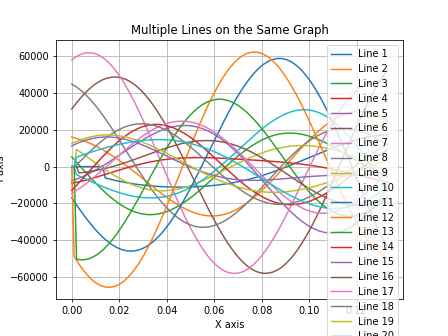 Multiple Lines on the Same Graph
60000
40000
20000
0
−20000
−40000
−60000
0.00
0.02
0.04
0.06
0.08
0.10
X axis
Line 1
Line 2
Line 3
Line 4
Line 5
Line 6
Line 7
Line 8
Line 9
Line 10
Line 11
Line 12
Line 13
Line 14
Line 15
Line 16
Line 17
Line 18
Line 19
Line 20